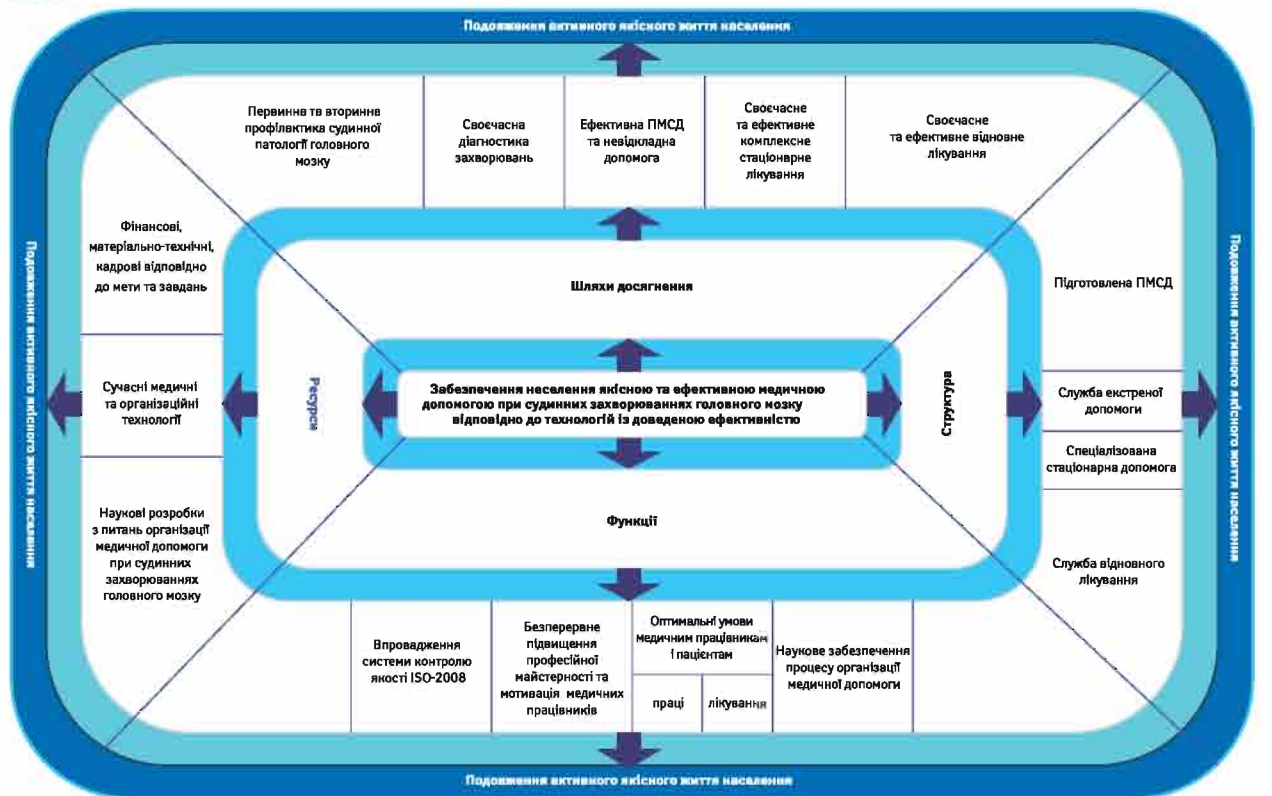 Подовження активного якісного життя населення
Первинна та вторинна
профілактика судинної
патології головного
мозку
Своєчасна
діагностика
захворювань
Ефективна ПМСД
та невідкладна
допомога
Своєчасне
та ефективне
комплексне
стаціонарне
лікування
Своєчасне
та ефективне відновне
лікування
Подовження активного якісного життя населення
Фінансові,
матеріально-технічні,
кадрові відповідно
до мети та завдань
Сучасні медичні
та організаційні
технології
Наукові розробки
з питань організації
медичної допомоги
при судинних
захворюваннях
головного мозку
Ресурси
Шляхи досягнення
Забезпечення населення якісною та ефективною медичною
допомогою при судинних захворюваннях головного мозку
відповідно до технологій із доведеною ефективністю
Функції
Структура
Підготовлена ПМСД
Служба екстреної
допомоги
Спеціалізована
стаціонарна допомога
Служба відновного
лікування
Подовження активного якісного життя населення
Впровадження
системи контролю
якості ISO-2008
Безперервне
підвищення
професійної
майстерності та
мотивація медичних
працівників
Оптимальні умови
медичним працівникам
і пацієнтам
праці
лікування
Наукове забезпечення
процесу організації
медичної допомоги
Подовження активного якісного життя населення